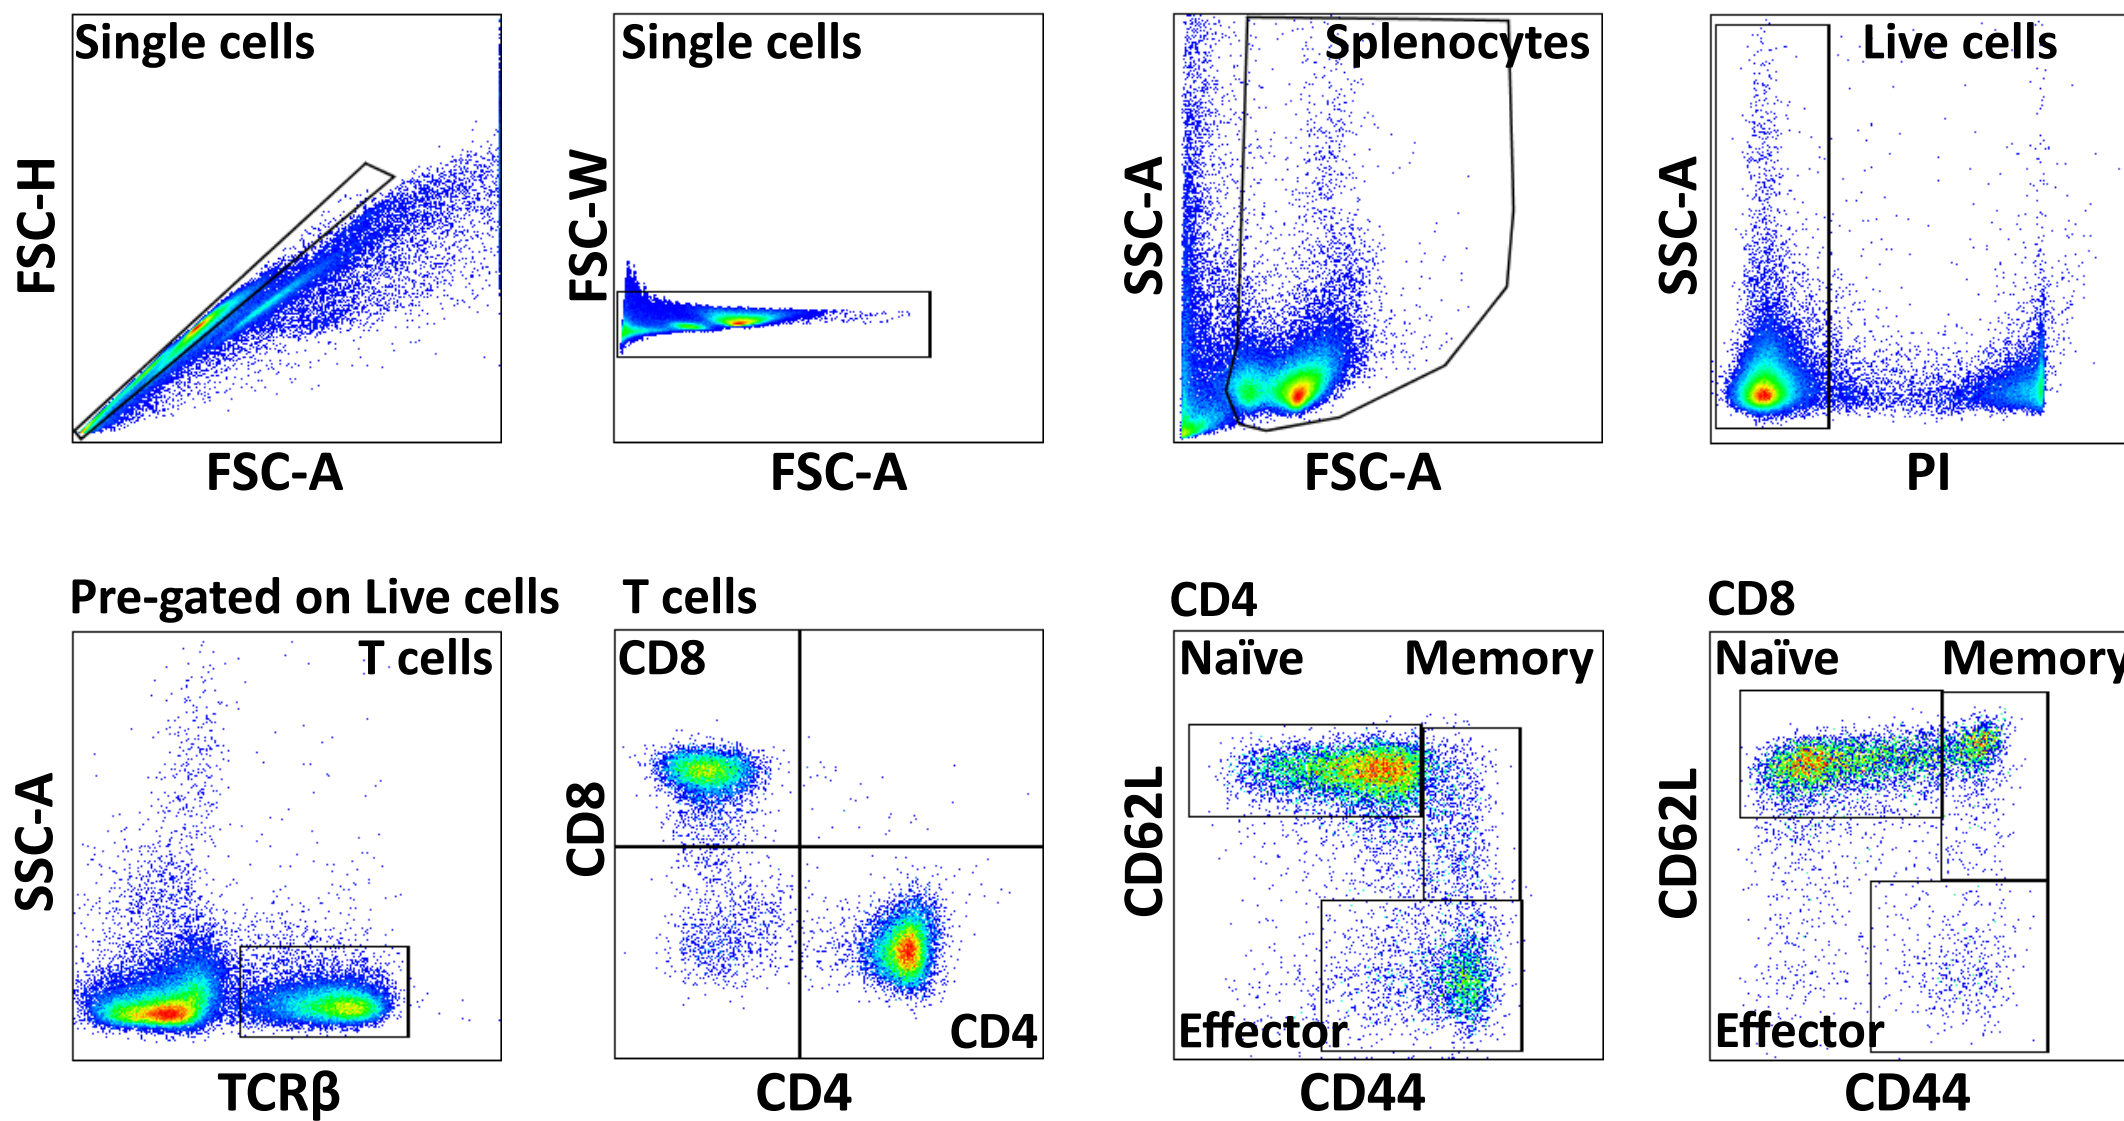 Single cells
FSC-H
FSC-A
Single cells
FSC-W
FSC-A
Splenocytes
SSC-A
FSC-A
Live cells
SSC-A
PI
Pre-gated on Live cells
T cells
SSC-A
TCRβ
T cells
CD8
CD8
CD4
CD4
CD4
Naïve Memory
CD62L
Effector
CD44
CD8
Naïve Memory
CD62L
Effector
CD44